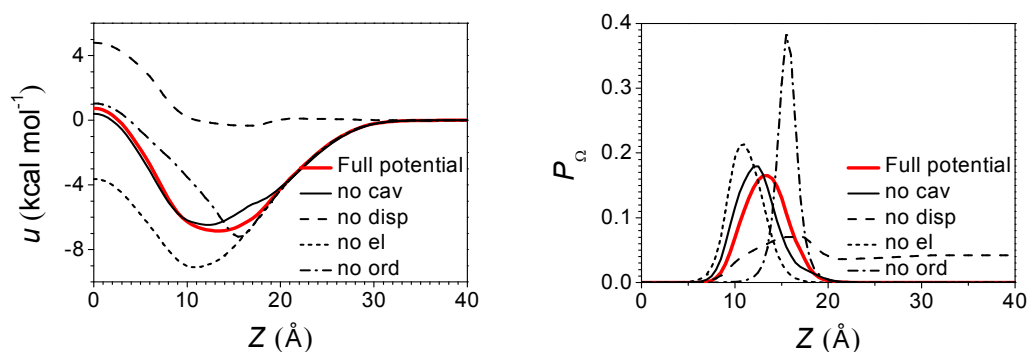 4
0
-4
-8
u (kcal mol⁻¹)
Full potential
no cav
no disp
no el
no ord
0 10 20 30 40
Z (Å)
0.4
0.3
0.2
0.1
0.0
P_Ω
Full potential
no cav
no disp
no el
no ord
0 10 20 30 40
Z (Å)